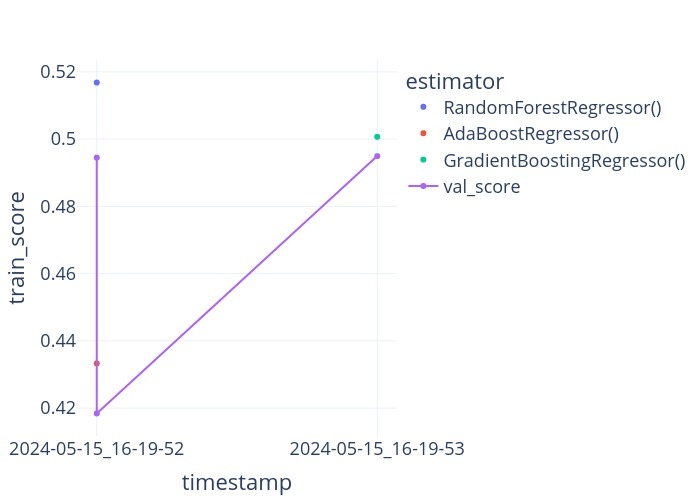 0.52
0.5
0.48
0.46
0.44
0.42
train_score
2024-05-15_16-19-52
2024-05-15_16-19-53
timestamp
estimator
RandomForestRegressor()
AdaBoostRegressor()
GradientBoostingRegressor()
val_score